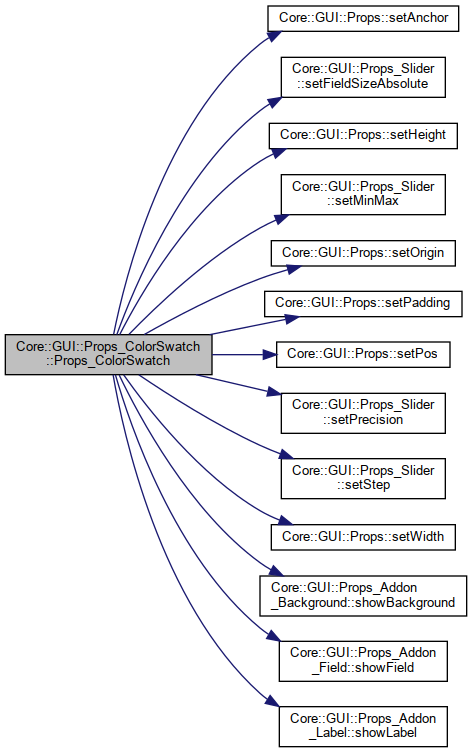 Core::GUI::Props::setAnchor
Core::GUI::Props_Slider
::setFieldSizeAbsolute
Core::GUI::Props::setHeight
Core::GUI::Props_Slider
::setMinMax
Core::GUI::Props::setOrigin
Core::GUI::Props::setPadding
Core::GUI::Props_ColorSwatch
::Props_ColorSwatch
Core::GUI::Props::setPos
Core::GUI::Props_Slider
::setPrecision
Core::GUI::Props_Slider
::setStep
Core::GUI::Props::setWidth
Core::GUI::Props_Addon
_Background::showBackground
Core::GUI::Props_Addon
_Field::showField
Core::GUI::Props_Addon
_Label::showLabel